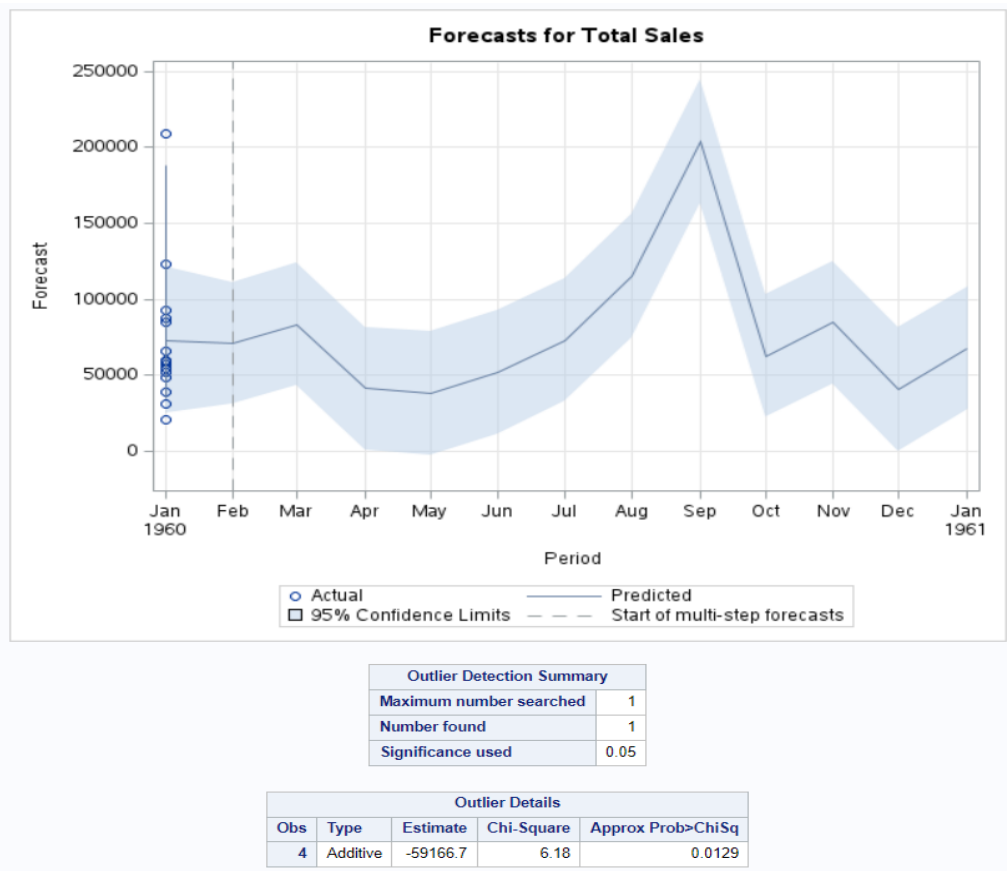 Forecasts for Total Sales
250000
200000
150000
100000
50000
0
Forecast
Jan Feb Mar Apr May Jun Jul Aug Sep Oct Nov Dec Jan
1960 1961
Period
Actual Predicted
95% Confidence Limits Start of multi-step forecasts
Outlier Detection Summary
Maximum number searched 1
Number found 1
Significance used 0.05
Outlier Details
Obs Type Estimate Chi-Square Approx Prob>ChiSq
4 Additive -59166.7 6.18 0.0129